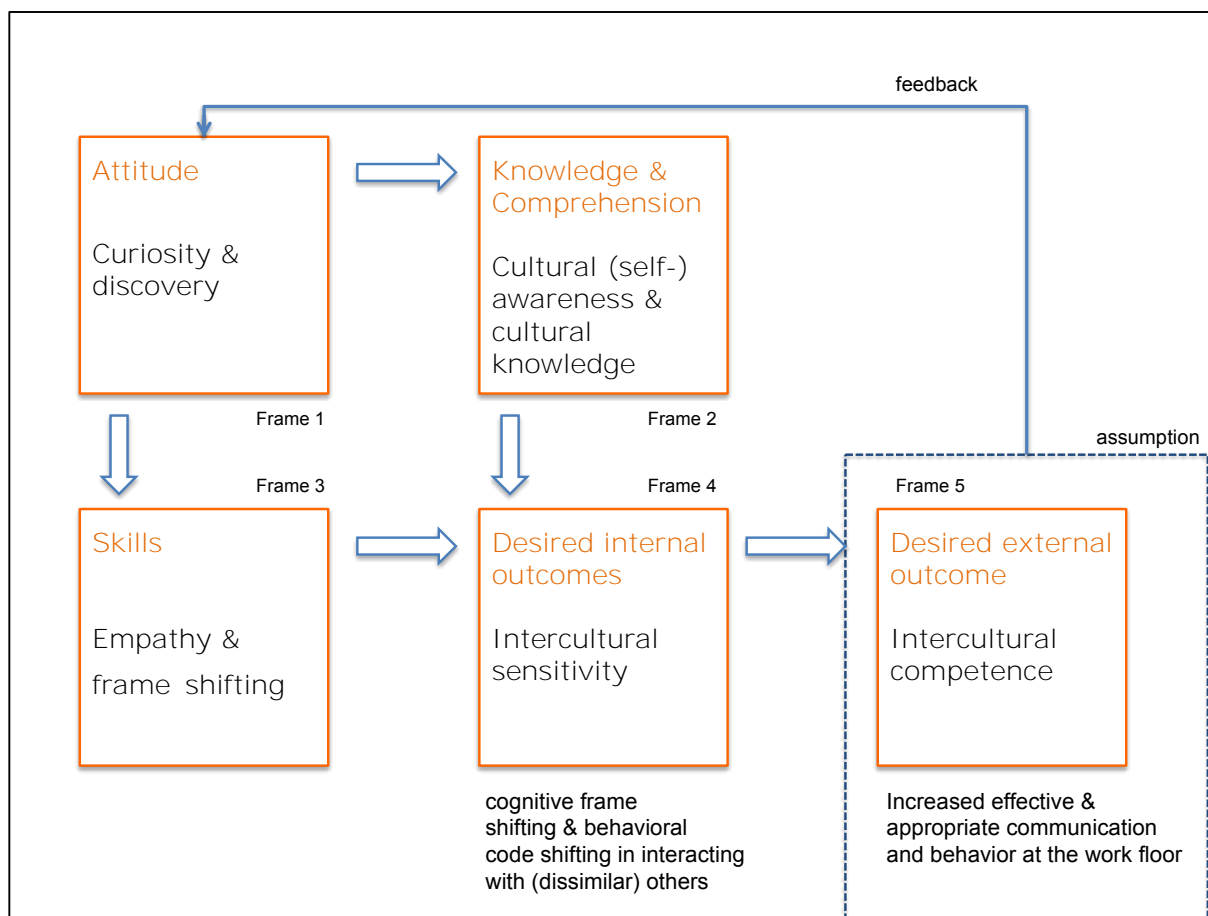 feedback
Attitude
Curiosity &
discovery
Frame 1
Knowledge &
Comprehension
Cultural (self-)
awareness &
cultural
knowledge
Frame 2
assumption
Frame 3
Skills
Empathy &
frame shifting
Frame 4
Desired internal
outcomes
Intercultural
sensitivity
cognitive frame
shifting & behavioral
code shifting in interacting
with (dissimilar) others
Frame 5
Desired external
outcome
Intercultural
competence
Increased effective &
appropriate communication
and behavior at the work floor